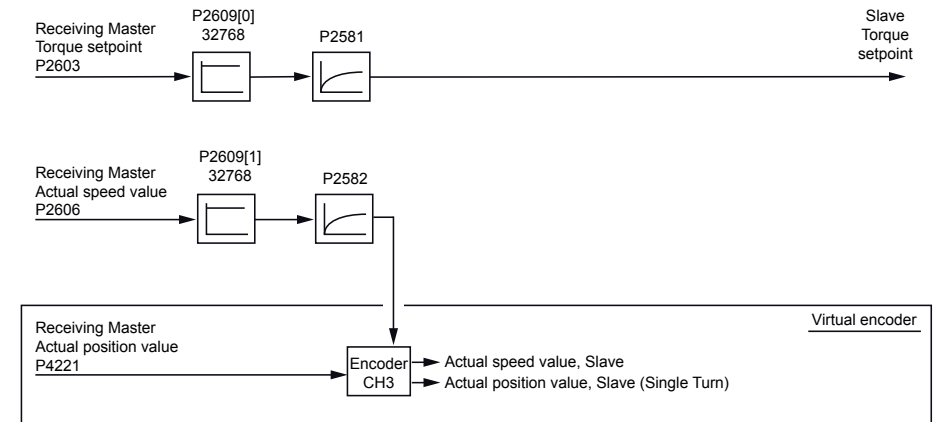 Receiving Master
Torque setpoint
P2603
P2609[0]
32768
P2581
Slave
Torque
setpoint
Receiving Master
Actual speed value
P2606
P2609[1]
32768
P2582
Virtual encoder
Receiving Master
Actual position value
P4221
Encoder
CH3
Actual speed value, Slave
Actual position value, Slave (Single Turn)